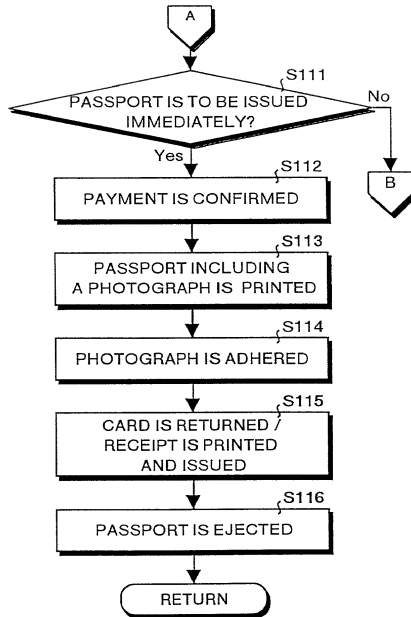 A
S111
PASSPORT IS TO BE ISSUED
IMMEDIATELY?
No
Yes
B
S112
PAYMENT IS CONFIRMED
S113
PASSPORT INCLUDING
A PHOTOGRAPH IS PRINTED
S114
PHOTOGRAPH IS ADHERED
S115
CARD IS RETURNED /
RECEIPT IS PRINTED
AND ISSUED
S116
PASSPORT IS EJECTED
RETURN